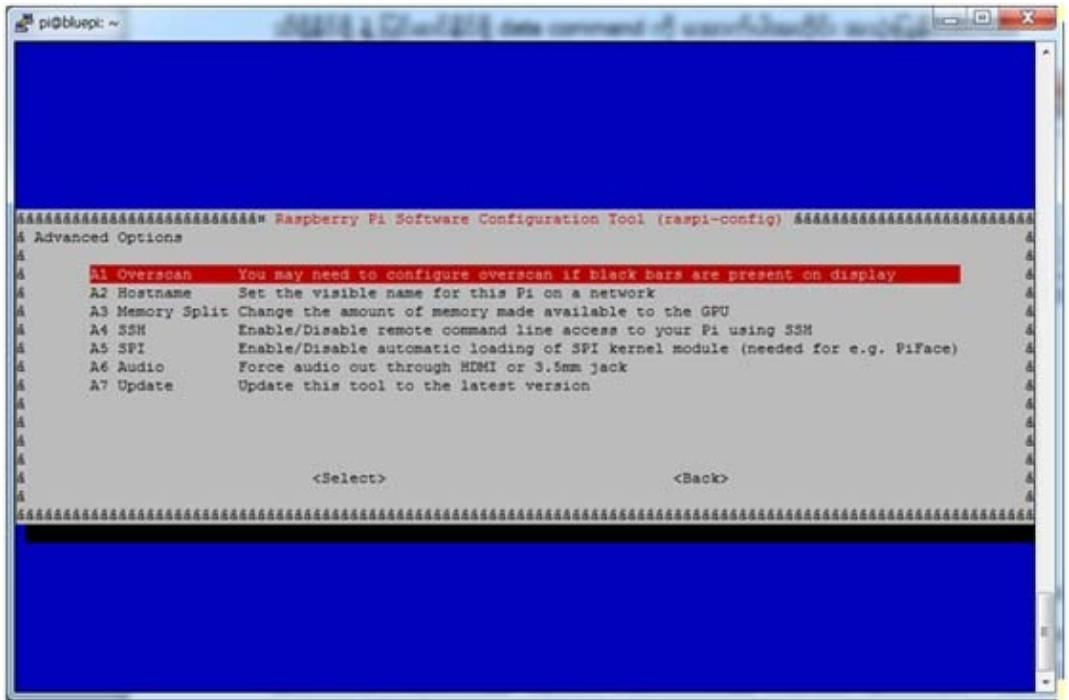 pi@bluepi: ~
Raspberry Pi Software Configuration Tool (raspi-config)
Advanced Options
A1 Overscan You may need to configure overscan if black bars are present on display
A2 Hostname Set the visible name for this Pi on a network
A3 Memory Split Change the amount of memory made available to the GPU
A4 SSH Enable/Disable remote command line access to your Pi using SSH
A5 SPI Enable/Disable automatic loading of SPI kernel module (needed for e.g. PiFace)
A6 Audio Force audio out through HDMI or 3.5mm jack
A7 Update Update this tool to the latest version
<Select> <Back>